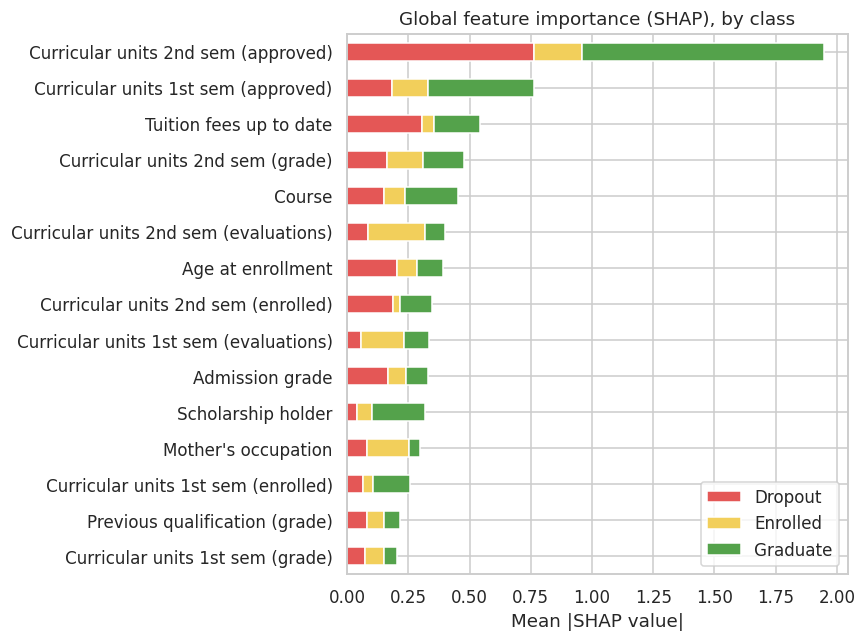 Global feature importance (SHAP), by class
Curricular units 2nd sem (approved)
Curricular units 1st sem (approved)
Tuition fees up to date
Curricular units 2nd sem (grade)
Course
Curricular units 2nd sem (evaluations)
Age at enrollment
Curricular units 2nd sem (enrolled)
Curricular units 1st sem (evaluations)
Admission grade
Scholarship holder
Mother's occupation
Curricular units 1st sem (enrolled)
Previous qualification (grade)
Curricular units 1st sem (grade)
Dropout
Enrolled
Graduate
0.00 0.25 0.50 0.75 1.00 1.25 1.50 1.75 2.00
Mean |SHAP value|